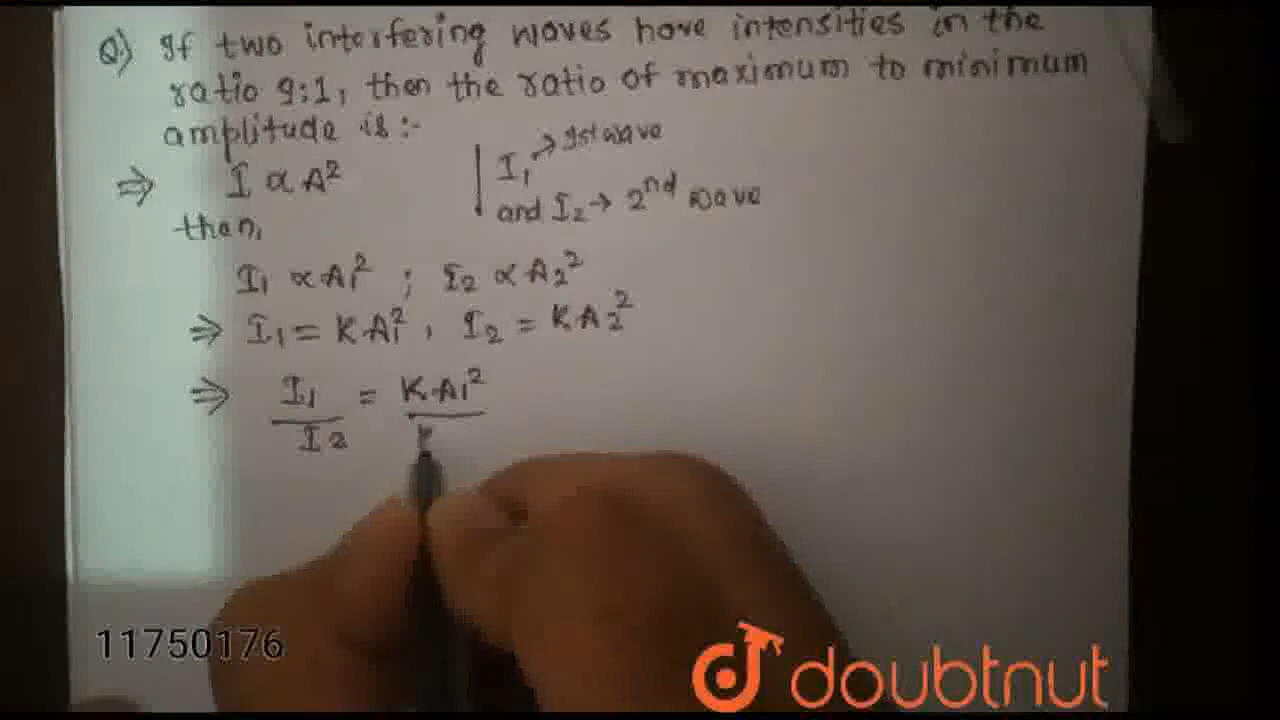 Q) If two interfering waves have intensities in the
ratio 9:1, then the ratio of maximum to minimum
amplitude is :-
⇒ I ∝ A²
I₁ → Ist wave
and I₂ → 2nd wave
then,
I₁ ∝ A₁² ; I₂ ∝ A₂²
⇒ I₁ = KA₁² , I₂ = KA₂²
⇒ I₁ / I₂ = K.A₁² / K
11750176
doubtnut